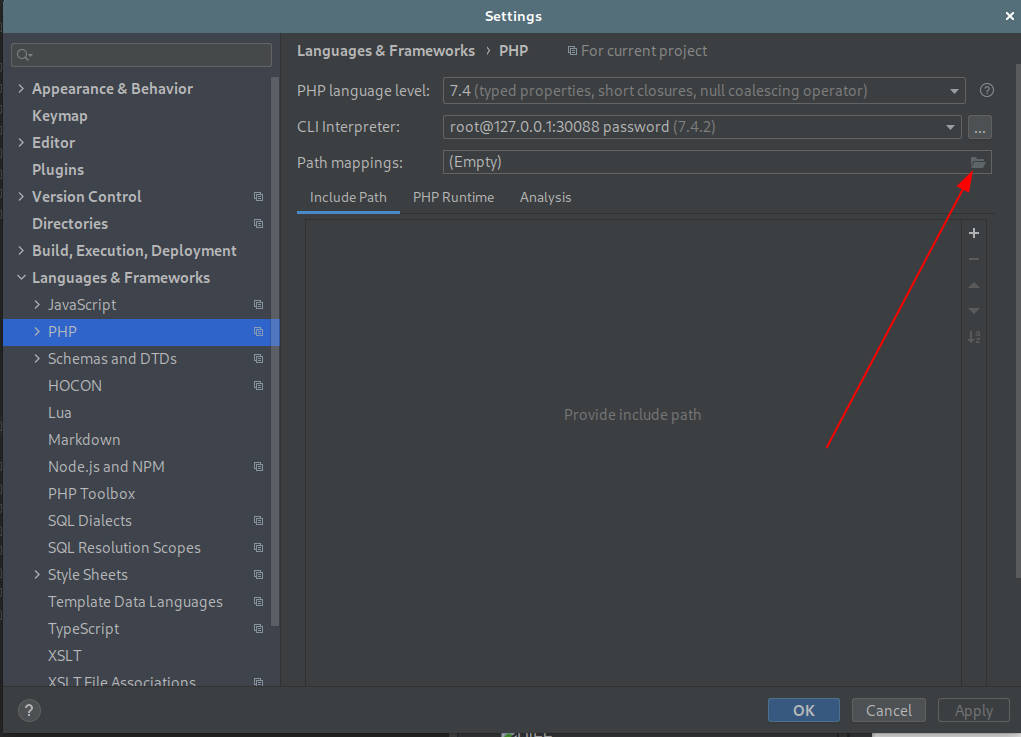 Settings
Languages & Frameworks › PHP For current project
Appearance & Behavior
Keymap
Editor
Plugins
Version Control
Directories
Build, Execution, Deployment
Languages & Frameworks
JavaScript
PHP
Schemas and DTDs
HOCON
Lua
Markdown
Node.js and NPM
PHP Toolbox
SQL Dialects
SQL Resolution Scopes
Style Sheets
Template Data Languages
TypeScript
XSLT
XSLT File Associations
PHP language level: 7.4 (typed properties, short closures, null coalescing operator)
CLI Interpreter: root@127.0.0.1:30088 password (7.4.2) ...
Path mappings: (Empty)
Include Path PHP Runtime Analysis
Provide include path
? OK Cancel Apply